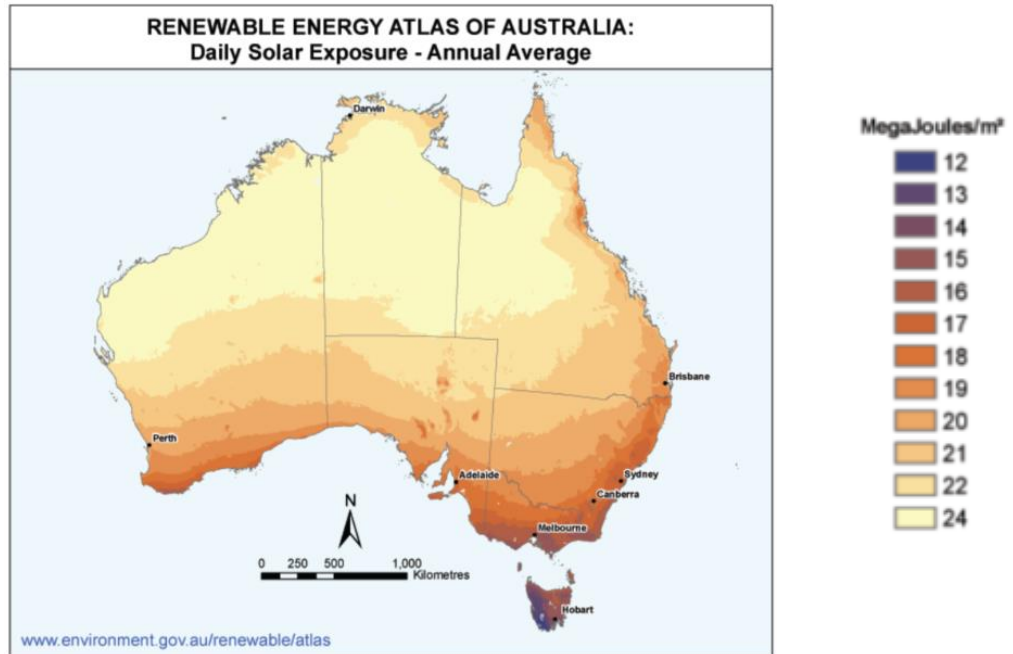 RENEWABLE ENERGY ATLAS OF AUSTRALIA:
Daily Solar Exposure - Annual Average
Darwin
Brisbane
Perth
Adelaide
Sydney
Canberra
Melbourne
Hobart
N
0 250 500 1,000
Kilometres
www.environment.gov.au/renewable/atlas
MegaJoules/m²
12
13
14
15
16
17
18
19
20
21
22
24